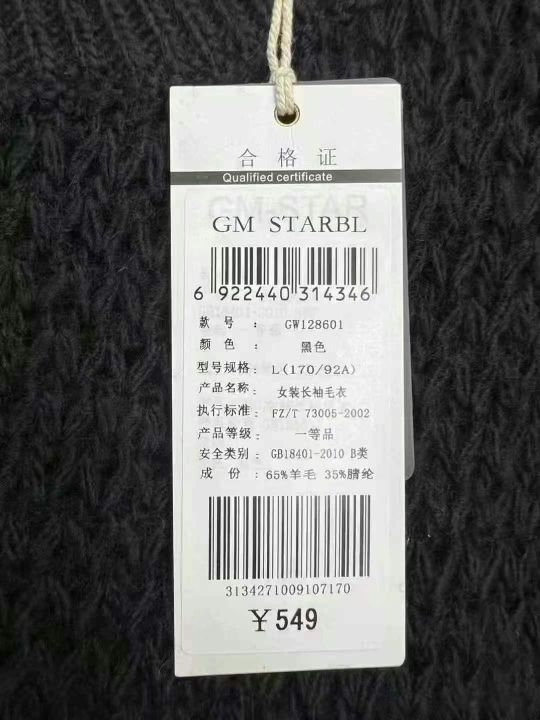 合格证
Qualified certificate
GM STARBL
6 922440 314346
款号 : GW128601
颜色 : 黑色
型号规格: L(170/92A)
产品名称: 女装长袖毛衣
执行标准: FZ/T 73005-2002
产品等级: 一等品
安全类别: GB18401-2010 B类
成份: 65%羊毛 35%腈纶
3134271009107170
¥549